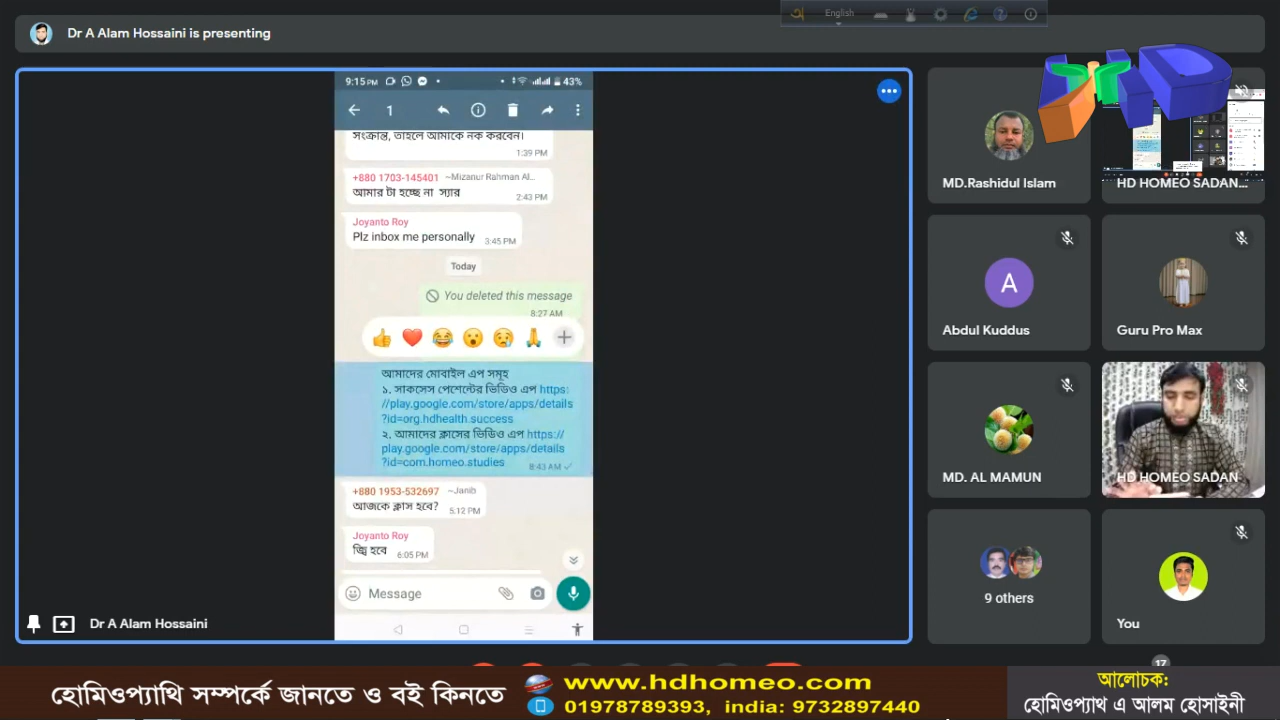 English
Dr A Alam Hossaini is presenting
9:15 PM
43%
1
সংক্রান্ত, তাহলে আমাকে নক করবেন।
1:39 PM
+880 1703-145401 ~Mizanur Rahman Al...
আমার টা হচ্ছে না স্যার
2:43 PM
Joyanto Roy
Plz inbox me personally 3:45 PM
Today
You deleted this message
8:27 AM
আমাদের মোবাইল এপ সমূহ
১. সাকসেস পেশেন্টের ভিডিও এপ https:
//play.google.com/store/apps/details
?id=org.hdhealth.success
২. আমাদের ক্লাসের ভিডিও এপ https://
play.google.com/store/apps/details
?id=com.homeo.studies 8:43 AM
+880 1953-532697 ~Janib
আজকে ক্লাস হবে? 5:12 PM
Joyanto Roy
জ্বি হবে 6:05 PM
Message
Dr A Alam Hossaini
HD
MD.Rashidul Islam
HD HOMEO SADAN...
Abdul Kuddus
Guru Pro Max
A
MD. AL MAMUN
HD HOMEO SADAN
9 others
You
17
হোমিওপ্যাথি সম্পর্কে জানতে ও বই কিনতে
www.hdhomeo.com
01978789393, india: 9732897440
আলোচক:
হোমিওপ্যাথ এ আলম হোসাইনী